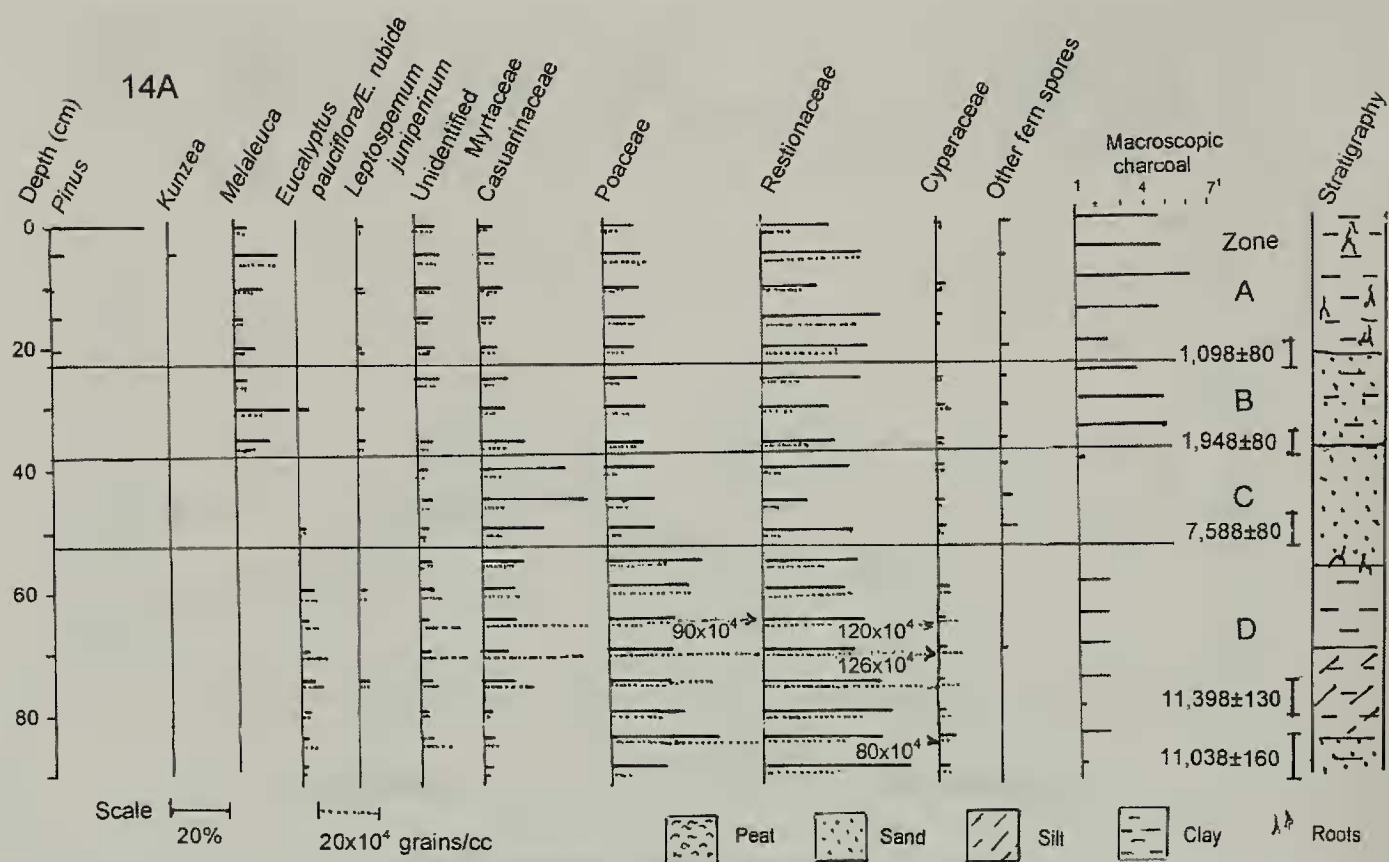 14A
Depth (cm)
Pinus
Kunzea
Melaleuca
Eucalyptus
pauciflora/E. rubida
Leptospermum
juniperinum
Unidentified
Myrtaceae
Casuarinaceae
Poaceae
Restionaceae
Cyperaceae
Other fern spores
Macroscopic
charcoal
1 4 7¹
Stratigraphy
0
20
40
60
80
Zone
A
1,098±80
B
1,948±80
C
7,588±80
D
90x10⁴
120x10⁴
126x10⁴
11,398±130
80x10⁴
11,038±160
Scale
20%
20x10⁴ grains/cc
Peat
Sand
Silt
Clay
Roots